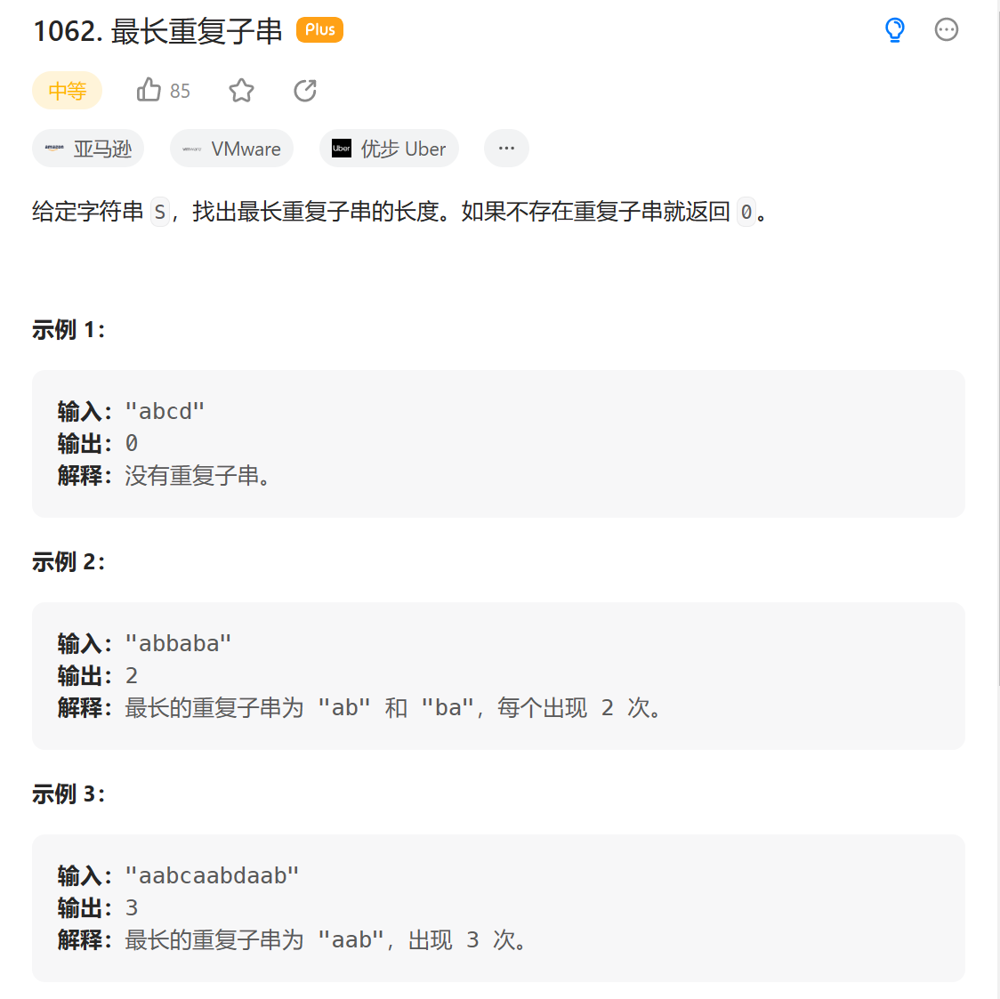 1062. 最长重复子串 Plus
中等 85
amazon 亚马逊 vmware VMware Uber 优步 Uber ...
给定字符串 S，找出最长重复子串的长度。如果不存在重复子串就返回 0。
示例 1：
输入："abcd"
输出：0
解释：没有重复子串。
示例 2：
输入："abbaba"
输出：2
解释：最长的重复子串为 "ab" 和 "ba"，每个出现 2 次。
示例 3：
输入："aabcaabdaab"
输出：3
解释：最长的重复子串为 "aab"，出现 3 次。